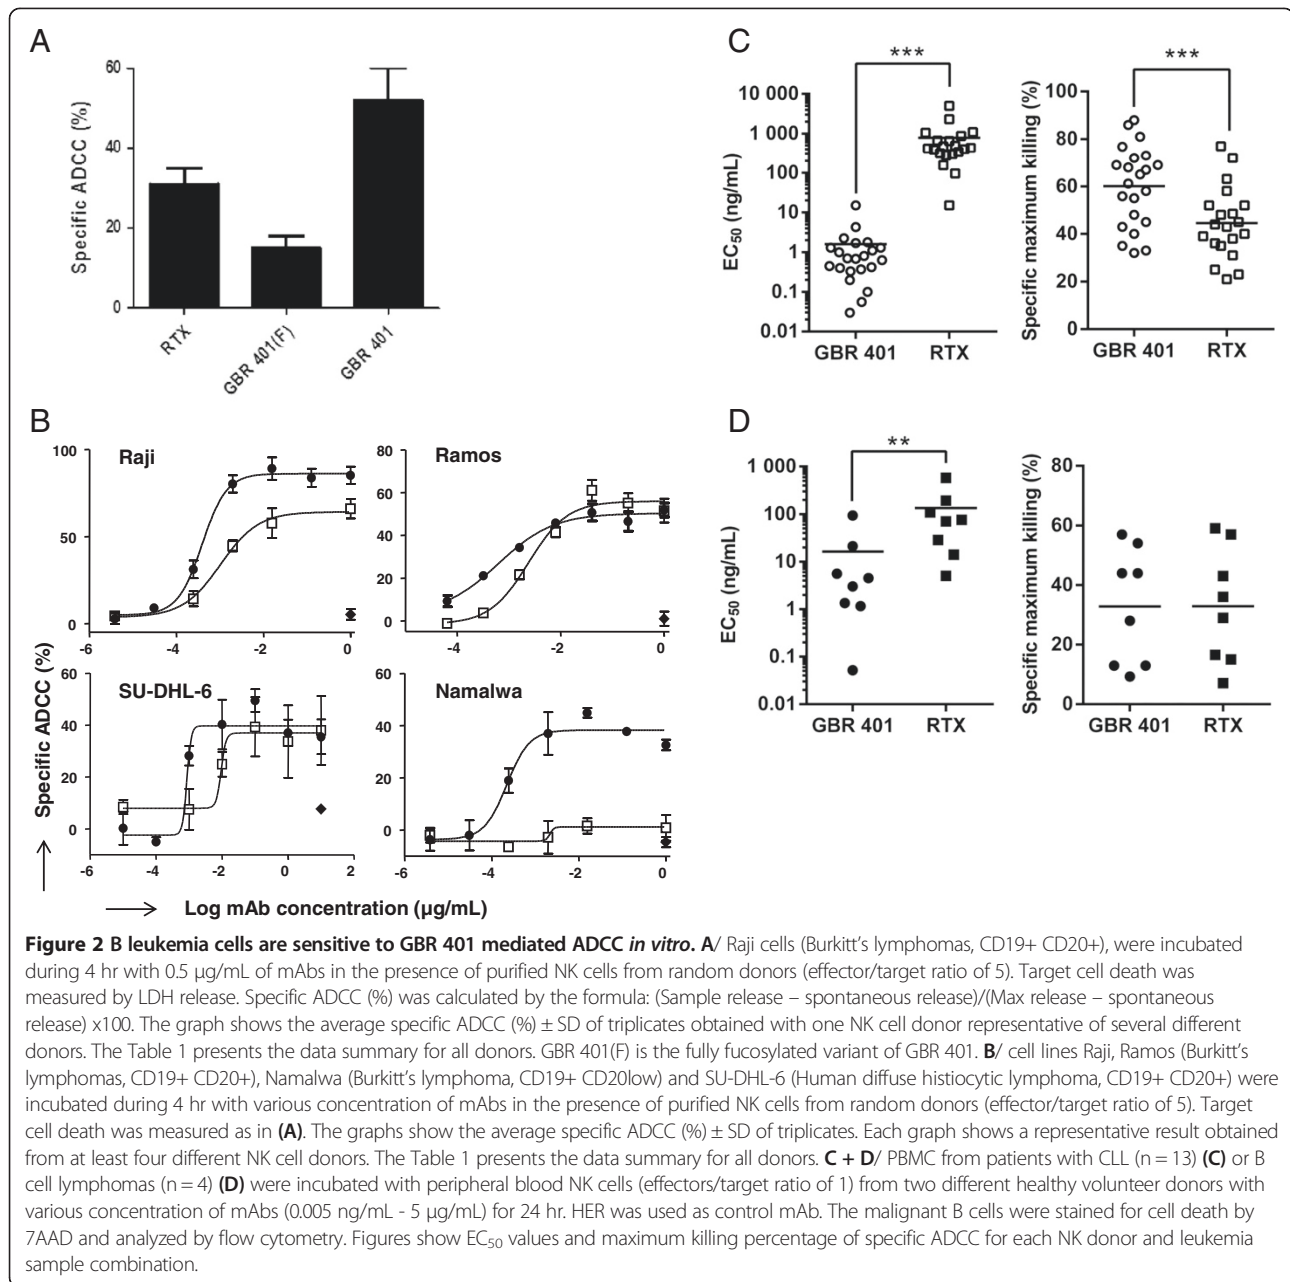 A
Specific ADCC (%)
60
40
20
0
RTX
GBR 401(F)
GBR 401
B
Raji
100
50
0
-6 -4 -2 0
Ramos
80
60
40
20
0
-4 -2 0
SU-DHL-6
60
40
20
0
-6 -4 -2 0 2
Namalwa
60
40
20
0
-6 -4 -2 0
Specific ADCC (%)
Log mAb concentration (µg/mL)
C
***
EC50 (ng/mL)
10 000
1 000
100
10
1
0.1
0.01
GBR 401 RTX
***
Specific maximum killing (%)
100
80
60
40
20
0
GBR 401 RTX
D
**
EC50 (ng/mL)
1 000
100
10
1
0.1
0.01
GBR 401 RTX
Specific maximum killing (%)
80
60
40
20
0
GBR 401 RTX
Figure 2 B leukemia cells are sensitive to GBR 401 mediated ADCC in vitro. A/ Raji cells (Burkitt's lymphomas, CD19+ CD20+), were incubated
during 4 hr with 0.5 µg/mL of mAbs in the presence of purified NK cells from random donors (effector/target ratio of 5). Target cell death was
measured by LDH release. Specific ADCC (%) was calculated by the formula: (Sample release – spontaneous release)/(Max release – spontaneous
release) x100. The graph shows the average specific ADCC (%) ± SD of triplicates obtained with one NK cell donor representative of several different
donors. The Table 1 presents the data summary for all donors. GBR 401(F) is the fully fucosylated variant of GBR 401. B/ cell lines Raji, Ramos (Burkitt's
lymphomas, CD19+ CD20+), Namalwa (Burkitt's lymphoma, CD19+ CD20low) and SU-DHL-6 (Human diffuse histiocytic lymphoma, CD19+ CD20+) were
incubated during 4 hr with various concentration of mAbs in the presence of purified NK cells from random donors (effector/target ratio of 5). Target
cell death was measured as in (A). The graphs show the average specific ADCC (%) ± SD of triplicates. Each graph shows a representative result obtained
from at least four different NK cell donors. The Table 1 presents the data summary for all donors. C + D/ PBMC from patients with CLL (n = 13) (C) or B
cell lymphomas (n = 4) (D) were incubated with peripheral blood NK cells (effectors/target ratio of 1) from two different healthy volunteer donors with
various concentration of mAbs (0.005 ng/mL - 5 µg/mL) for 24 hr. HER was used as control mAb. The malignant B cells were stained for cell death by
7AAD and analyzed by flow cytometry. Figures show EC50 values and maximum killing percentage of specific ADCC for each NK donor and leukemia
sample combination.